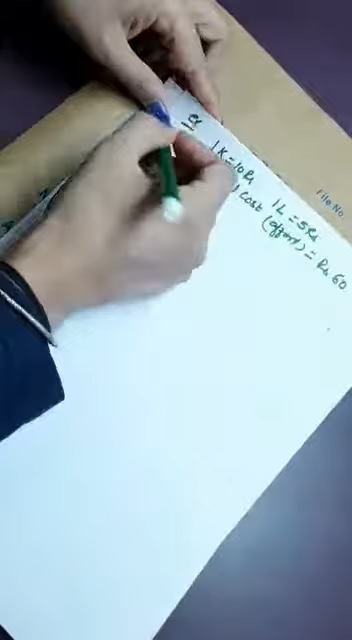 Q
1K=10Rs 1L=5Rs
Cost (effort) = Rs 60
File No.